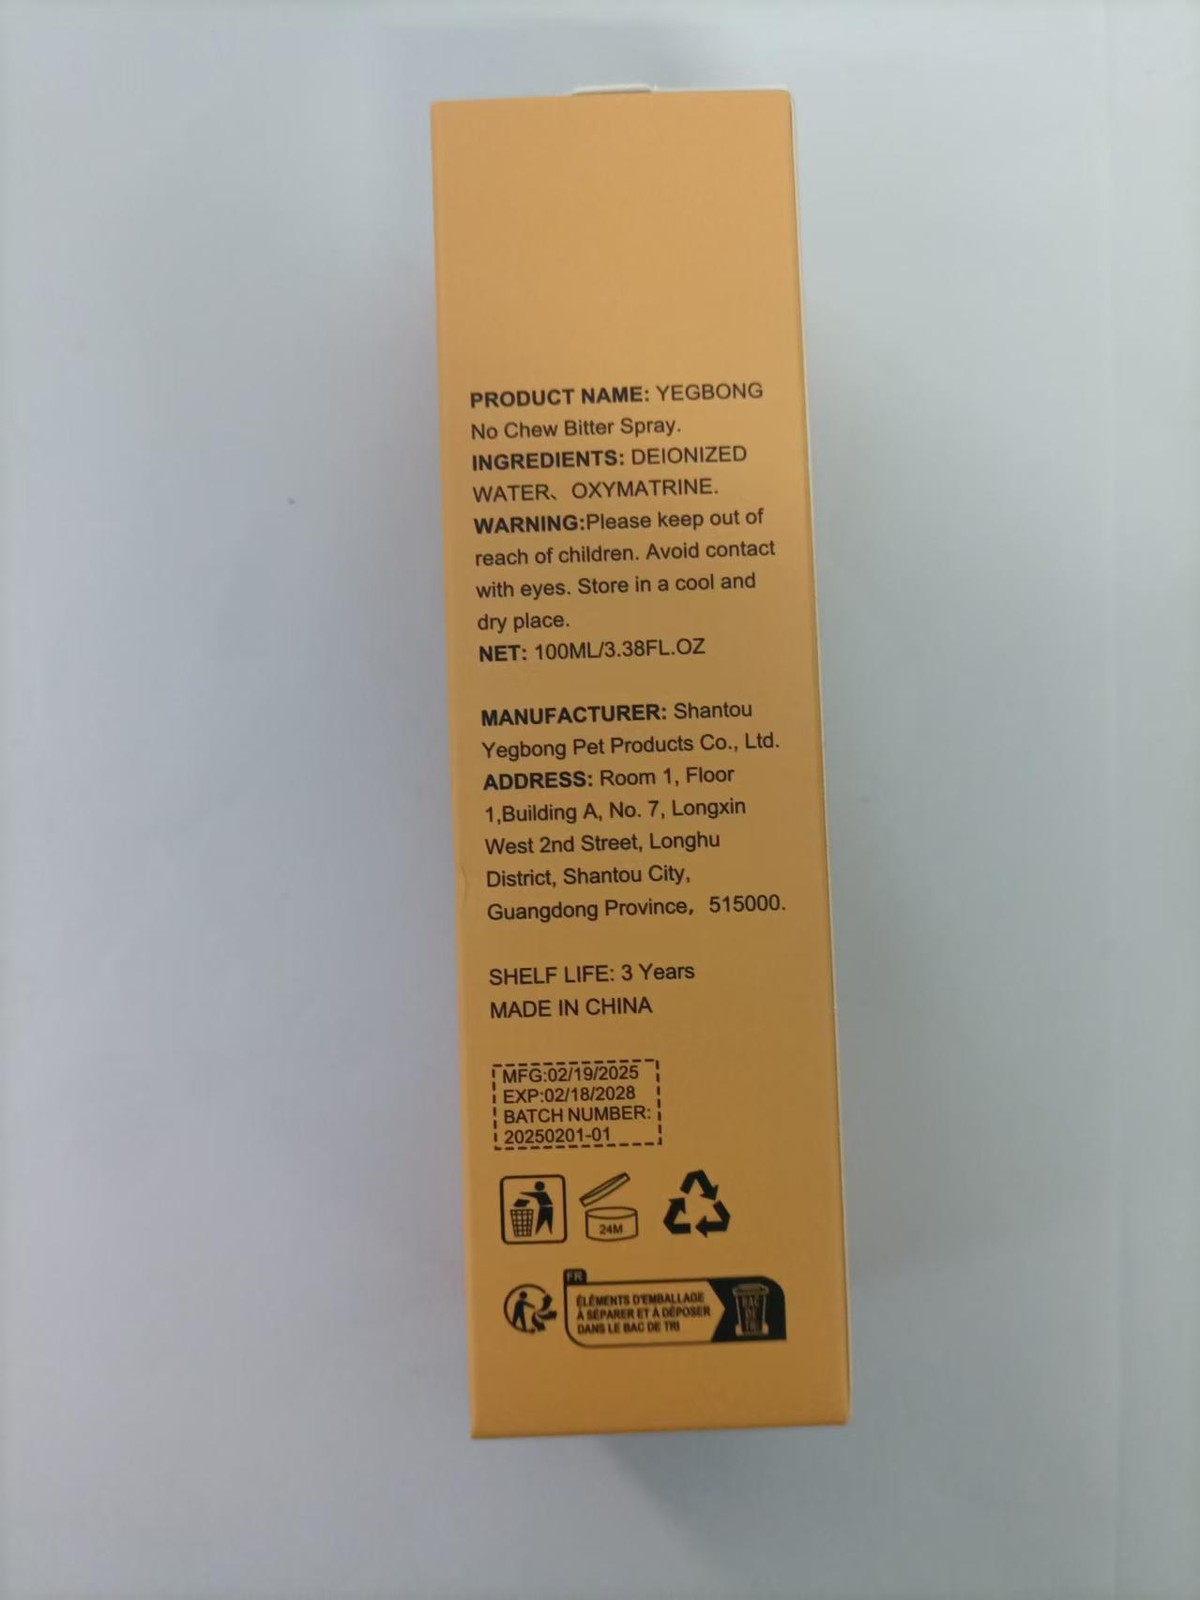 PRODUCT NAME: YEGBONG
No Chew Bitter Spray.
INGREDIENTS: DEIONIZED
WATER、OXYMATRINE.
WARNING:Please keep out of
reach of children. Avoid contact
with eyes. Store in a cool and
dry place.
NET: 100ML/3.38FL.OZ
MANUFACTURER: Shantou
Yegbong Pet Products Co., Ltd.
ADDRESS: Room 1, Floor
1,Building A, No. 7, Longxin
West 2nd Street, Longhu
District, Shantou City,
Guangdong Province，515000.
SHELF LIFE: 3 Years
MADE IN CHINA
MFG:02/19/2025
EXP:02/18/2028
BATCH NUMBER:
20250201-01
24M
FR
ÉLÉMENTS D'EMBALLAGE
À SÉPARER ET À DÉPOSER
DANS LE BAC DE TRI
BAC
DE
TRI